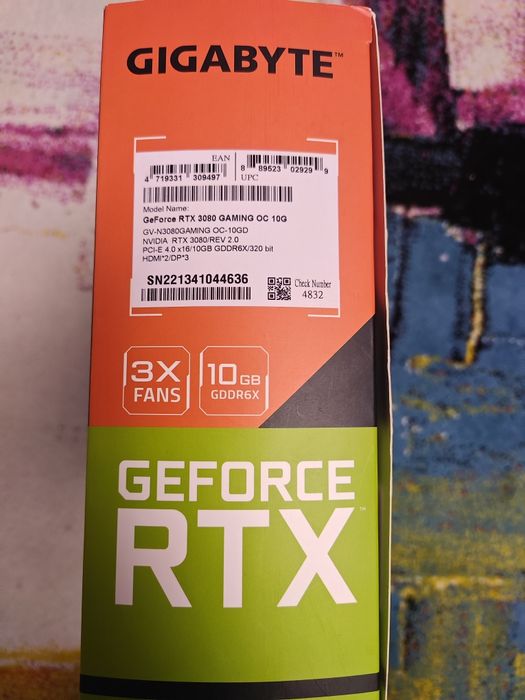 GIGABYTE™
EAN
4 719331 309497
8 89523 02929 9
UPC
Model Name:
GeForce RTX 3080 GAMING OC 10G
GV-N3080GAMING OC-10GD
NVIDIA RTX 3080/REV 2.0
PCI-E 4.0 x16/10GB GDDR6X/320 bit
HDMI*2/DP*3
SN221341044636
Check Number
4832
3X
FANS
10GB
GDDR6X
GEFORCE
RTX™